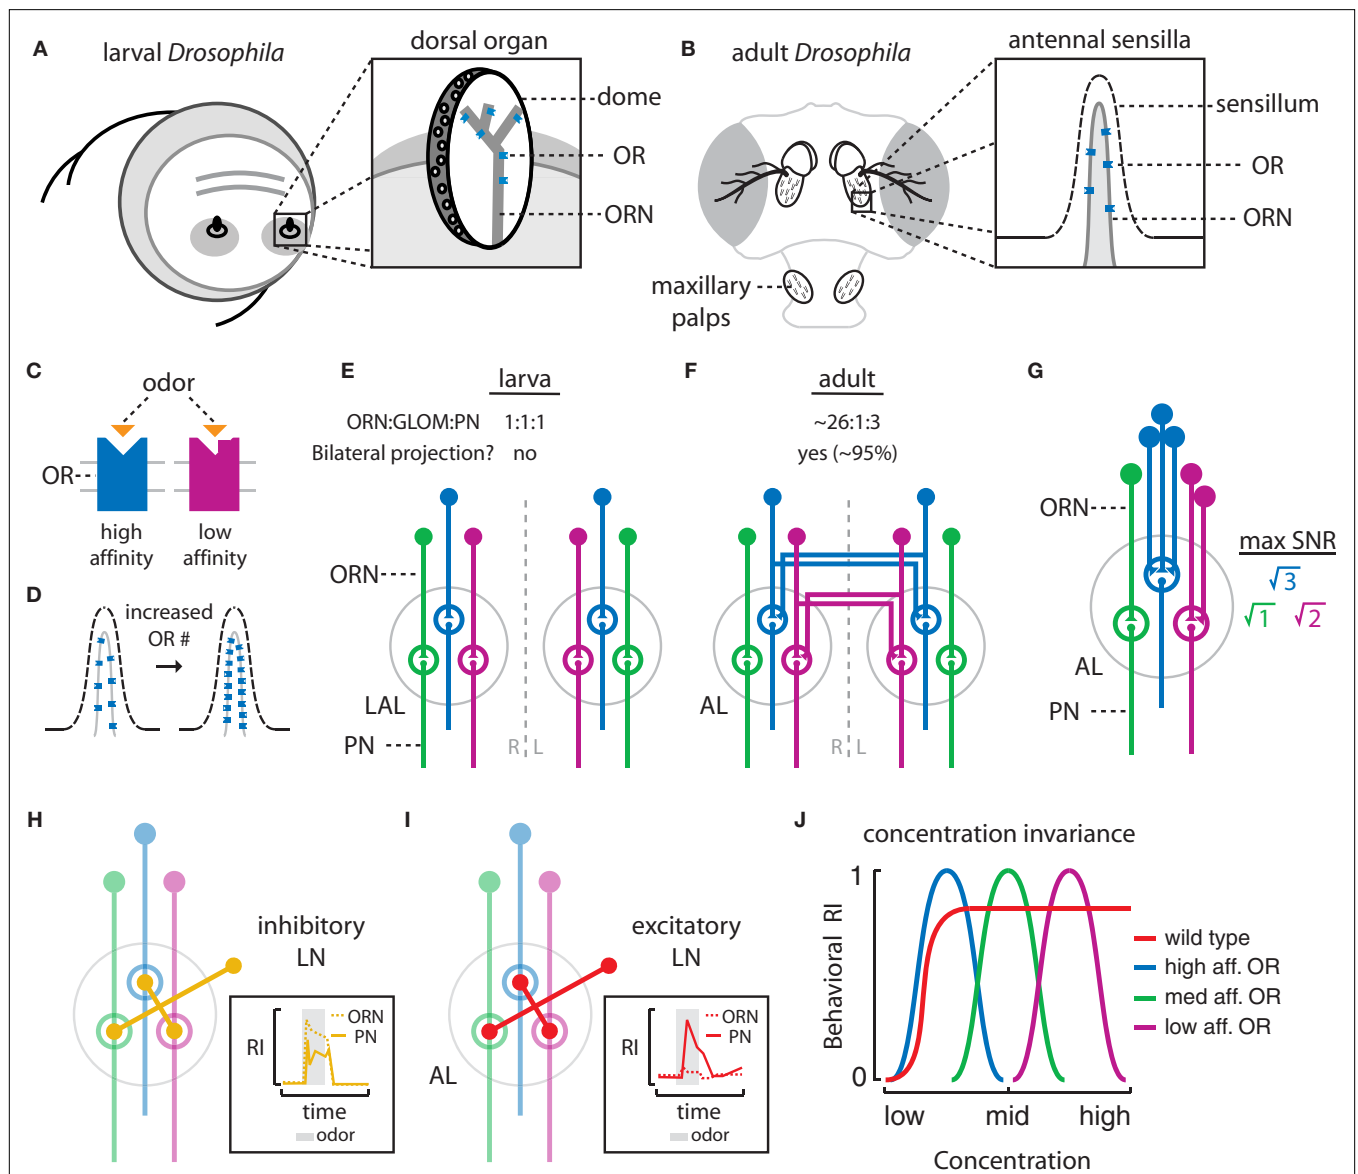 A
larval Drosophila
dorsal organ
dome
OR
ORN
B
adult Drosophila
antennal sensilla
sensillum
OR
ORN
maxillary
palps
C
odor
OR
high
affinity
low
affinity
D
increased
OR #
E
larva
ORN:GLOM:PN 1:1:1
Bilateral projection? no
ORN
LAL
PN
R L
F
adult
~26:1:3
yes (~95%)
AL
R L
G
ORN
max SNR
√3
√1 √2
AL
PN
H
inhibitory
LN
ORN
PN
RI
time
odor
I
excitatory
LN
AL
ORN
PN
RI
time
odor
J
concentration invariance
1
Behavioral RI
0
low mid high
Concentration
wild type
high aff. OR
med aff. OR
low aff. OR